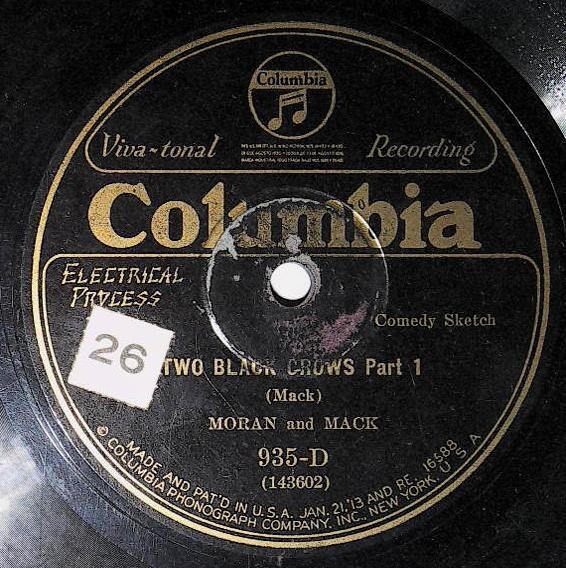 Columbia
Viva-tonal Recording
Columbia
ELECTRICAL
PROCESS
Comedy Sketch
26
TWO BLACK CROWS Part 1
(Mack)
MORAN and MACK
935-D
(143602)
MADE AND PAT'D IN U.S.A. JAN. 21, '13 AND RE. 16588
© COLUMBIA PHONOGRAPH COMPANY, INC., NEW YORK, U S A